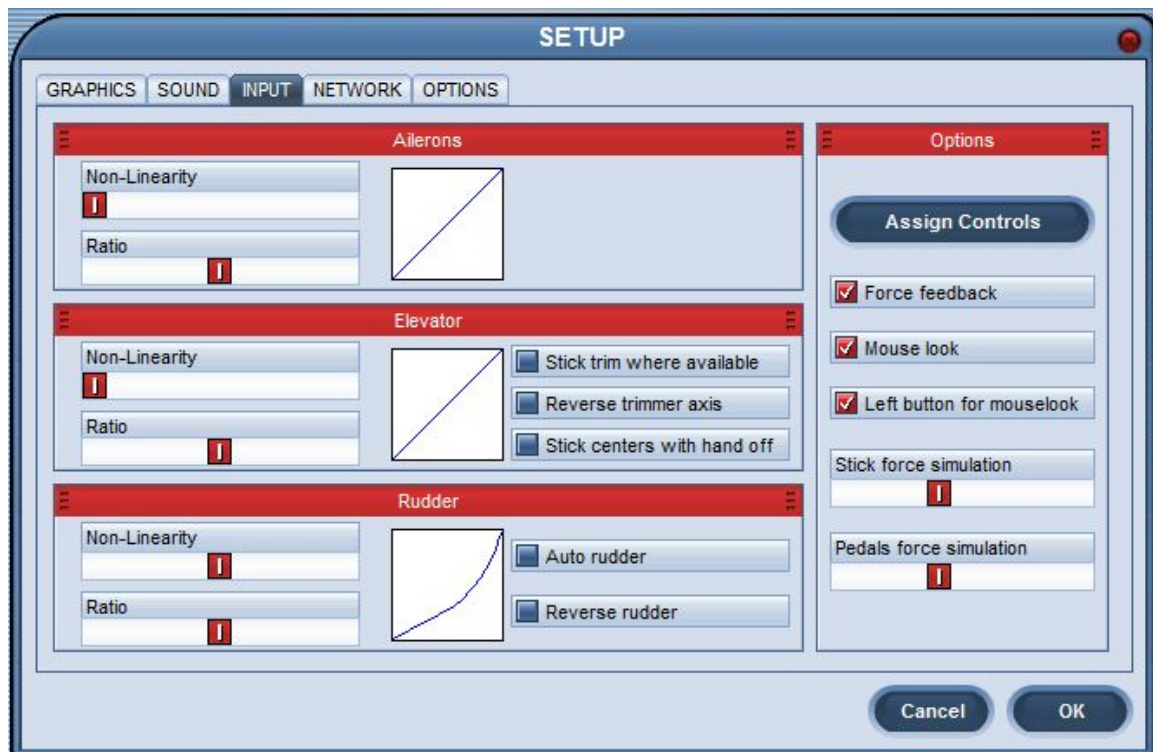 SETUP
GRAPHICS SOUND INPUT NETWORK OPTIONS
Ailerons
Non-Linearity
Ratio
Elevator
Non-Linearity
Ratio
Stick trim where available
Reverse trimmer axis
Stick centers with hand off
Rudder
Non-Linearity
Ratio
Auto rudder
Reverse rudder
Options
Assign Controls
Force feedback
Mouse look
Left button for mouselook
Stick force simulation
Pedals force simulation
Cancel OK